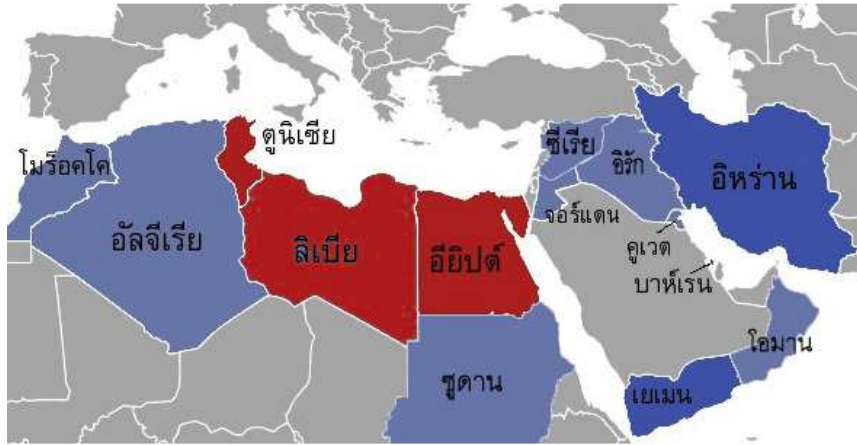 ตูนิเซีย
โมร็อคโค
ซีเรีย
อิรัก
อิหร่าน
อัลจีเรีย
ลิเบีย
อียิปต์
จอร์แดน
คูเวต
บาห์เรน
โอมาน
ซูดาน
เยเมน